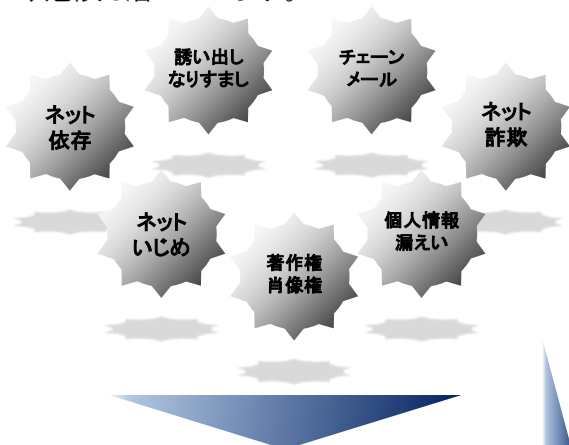 誘い出し
なりすまし
チェーン
メール
ネット
依存
ネット
詐欺
ネット
いじめ
個人情報
漏えい
著作権
肖像権